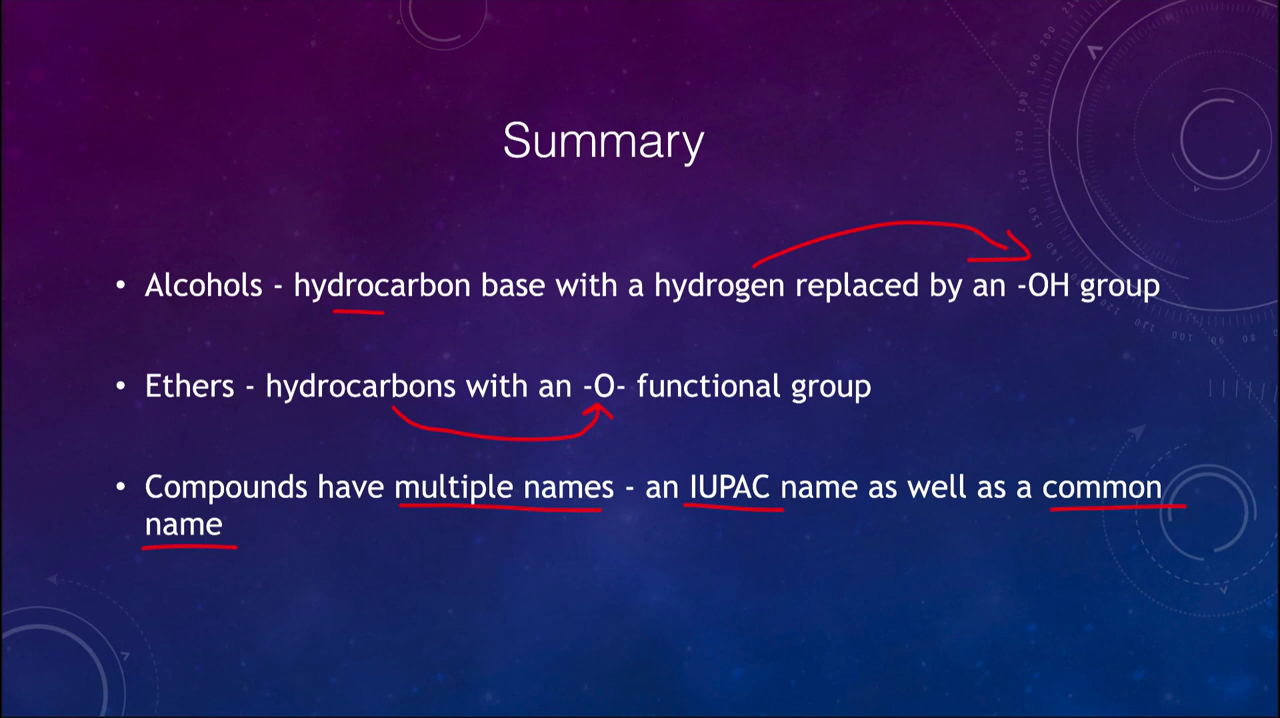 Summary
• Alcohols - hydrocarbon base with a hydrogen replaced by an -OH group
• Ethers - hydrocarbons with an -O- functional group
• Compounds have multiple names - an IUPAC name as well as a common
name